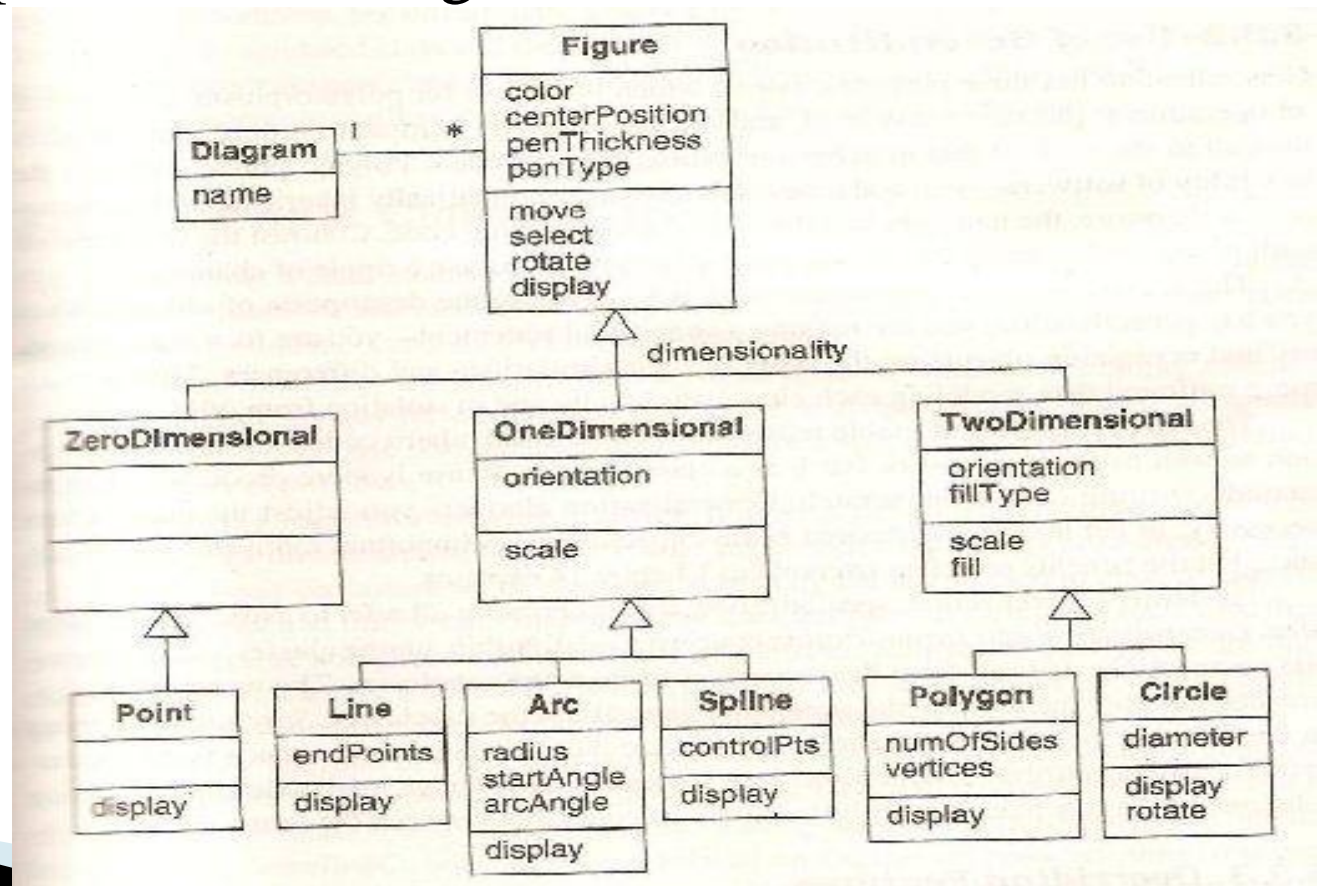 Figure
color
centerPosition
penThickness
penType
move
select
rotate
display
Diagram
name
1
*
dimensionality
ZeroDimensional
OneDimensional
orientation
scale
TwoDimensional
orientation
fillType
scale
fill
Point
display
Line
endPoints
display
Arc
radius
startAngle
arcAngle
display
Spline
controlPts
display
Polygon
numOfSides
vertices
display
Circle
diameter
display
rotate